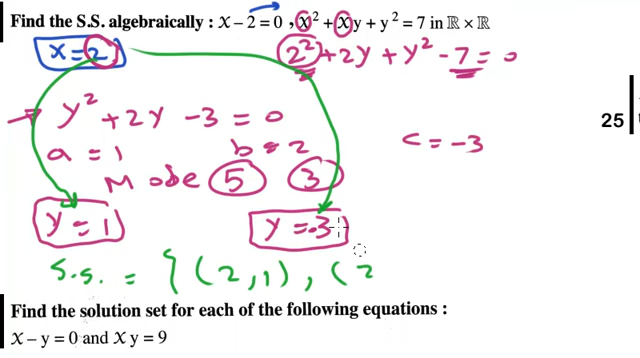 Find the S.S. algebraically : x – 2 = 0 , x² + xy + y² = 7 in ℝ × ℝ
x = 2
2² + 2y + y² - 7 = 0
y² + 2y - 3 = 0
a = 1 b = 2 c = -3
Mode 5 3
y = 1 y = -3
S.S. = { (2,1) , (2
25
Find the solution set for each of the following equations :
x – y = 0 and x y = 9